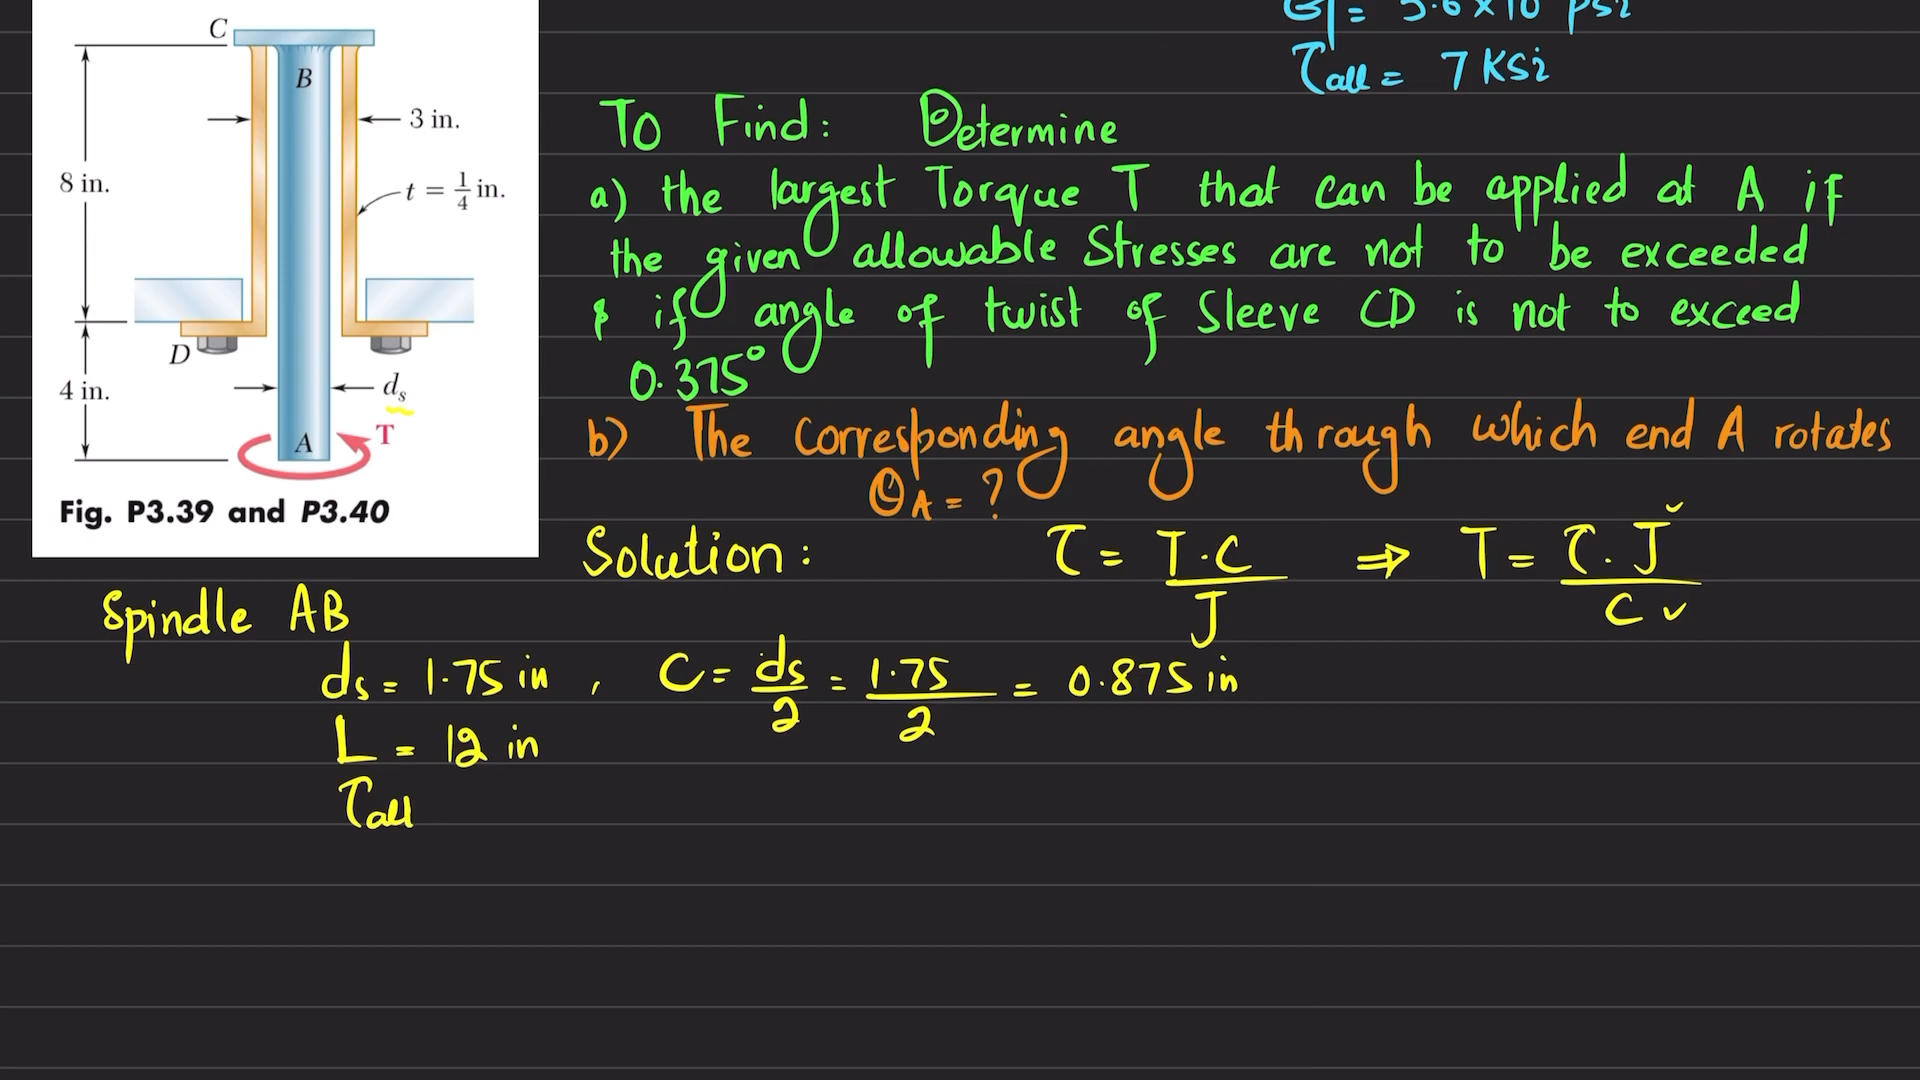 G = 5.6 x 10 psi
τall = 7 ksi
C
B
3 in.
8 in.
t = 1/4 in.
D
4 in.
ds
T
A
Fig. P3.39 and P3.40
To Find: Determine
a) the largest Torque T that can be applied at A if
the given allowable Stresses are not to be exceeded
& if angle of twist of Sleeve CD is not to exceed
0.375°
b) The corresponding angle through which end A rotates
θA = ?
Solution: τ = T.C / J ⇒ T = τ.J / C
Spindle AB
ds = 1.75 in , C = ds/2 = 1.75/2 = 0.875 in
L = 12 in
τall